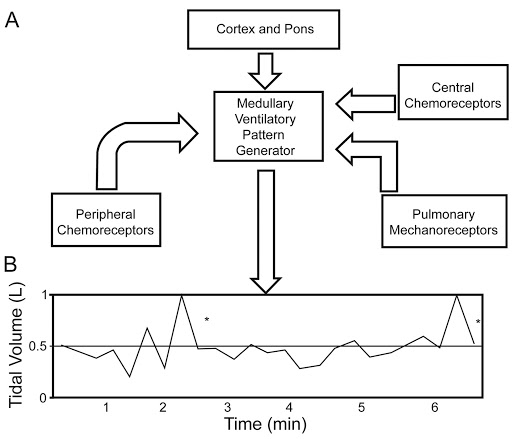 A
Cortex and Pons
Medullary
Ventilatory
Pattern
Generator
Central
Chemoreceptors
Peripheral
Chemoreceptors
Pulmonary
Mechanoreceptors
B
Tidal Volume (L)
1
0.5
0
*
*
1 2 3 4 5 6
Time (min)